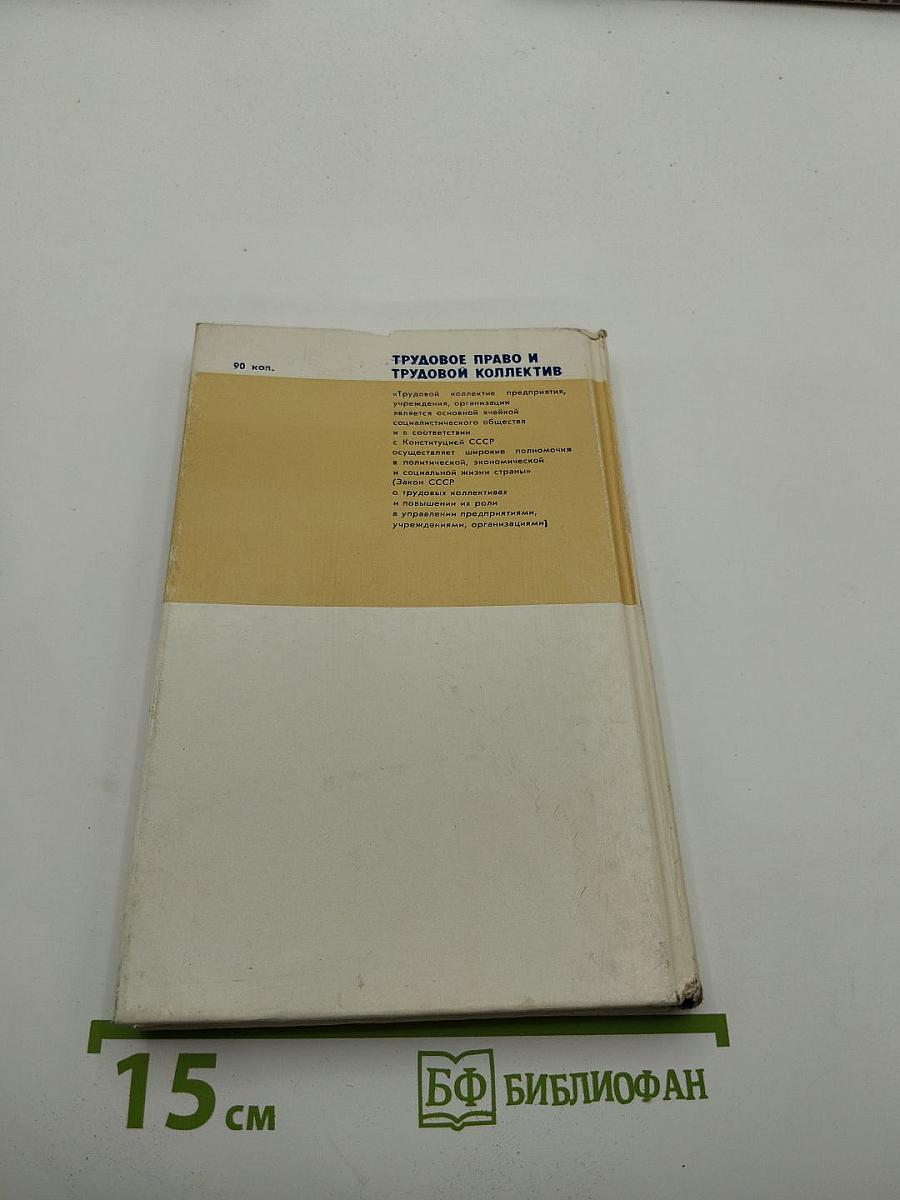 90 коп.
ТРУДОВОЕ ПРАВО И
ТРУДОВОЙ КОЛЛЕКТИВ
«Трудовой коллектив предприятия,
учреждения, организации
является основной ячейкой
социалистического общества
и в соответствии
с Конституцией СССР
осуществляет широкие полномочия
в политической, экономической
и социальной жизни страны»
(Закон СССР
о трудовых коллективах
и повышении их роли
в управлении предприятиями,
учреждениями, организациями)
15 см
БФ БИБЛИОФАН